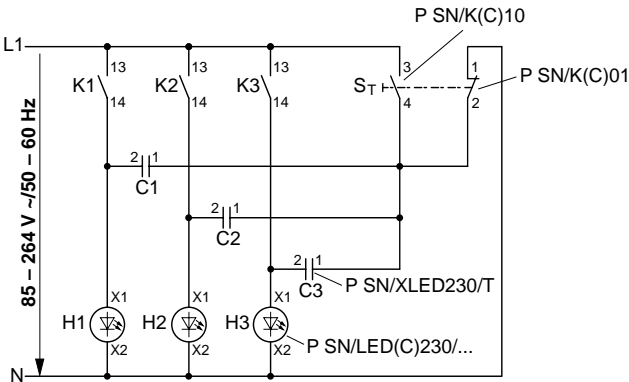 P SN/K(C)10
L1
13 13 13 3 1
K1 K2 K3 S_T P SN/K(C)01
14 14 14 4 2
2 1
C1
2 1
C2
2 1
C3 P SN/XLED230/T
X1 X1 X1
H1 H2 H3
X2 X2 X2 P SN/LED(C)230/...
N
85 – 264 V ~/50 – 60 Hz